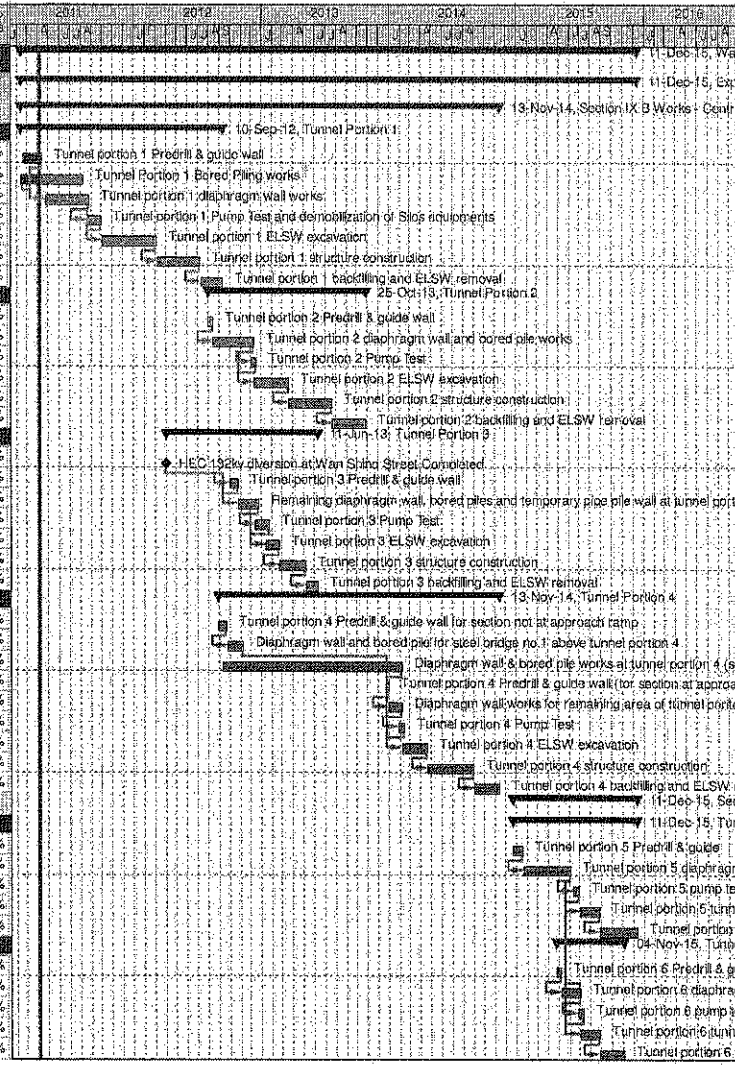 2011 2012 2013 2014 2015 2016
11-Dec-15, Wa
11-Dec-15, Exp
13-Nov-14, Section IX B Works - Centr
10-Sep-12, Tunnel Portion 1
Tunnel portion 1 Predrill & guide wall
Tunnel Portion 1 Bored Piling works
Tunnel portion 1 diaphragm wall works
Tunnel portion 1 Pump Test and demobilization of Silos equipments
Tunnel portion 1 ELSW excavation
Tunnel portion 1 structure construction
Tunnel portion 1 backfilling and ELSW removal
25-Oct-13, Tunnel Portion 2
Tunnel portion 2 Predrill & guide wall
Tunnel portion 2 diaphragm wall and bored pile works
Tunnel portion 2 Pump Test
Tunnel portion 2 ELSW excavation
Tunnel portion 2 structure construction
Tunnel portion 2 backfilling and ELSW removal
11-Jun-13, Tunnel Portion 3
HEC 132kv diversion at Wan Shing Street Completed
Tunnel portion 3 Predrill & guide wall
Remaining diaphragm wall, bored piles and temporary pipe pile wall at tunnel port
Tunnel portion 3 Pump Test
Tunnel portion 3 ELSW excavation
Tunnel portion 3 structure construction
Tunnel portion 3 backfilling and ELSW removal
13-Nov-14, Tunnel Portion 4
Tunnel portion 4 Predrill & guide wall for section not at approach ramp
Diaphragm wall and bored pile for steel bridge no.1 above tunnel portion 4
Diaphragm wall & bored pile works at tunnel portion 4 (s
Tunnel portion 4 Predrill & guide wall (for section at approa
Diaphragm wall works for remaining area of tunnel portio
Tunnel portion 4 Pump Test
Tunnel portion 4 ELSW excavation
Tunnel portion 4 structure construction
Tunnel portion 4 backfilling and ELSW
11-Dec-15, Sec
11-Dec-15, Tun
Tunnel portion 5 Predrill & guide
Tunnel portion 5 diaphragm
Tunnel portion 5 pump te
Tunnel portion 5 tunn
Tunnel portion
04-Nov-15, Tunn
Tunnel portion 6 Predrill & g
Tunnel portion 6 diaphra
Tunnel portion 6 pump t
Tunnel portion 6 tunn
Tunnel portion 6